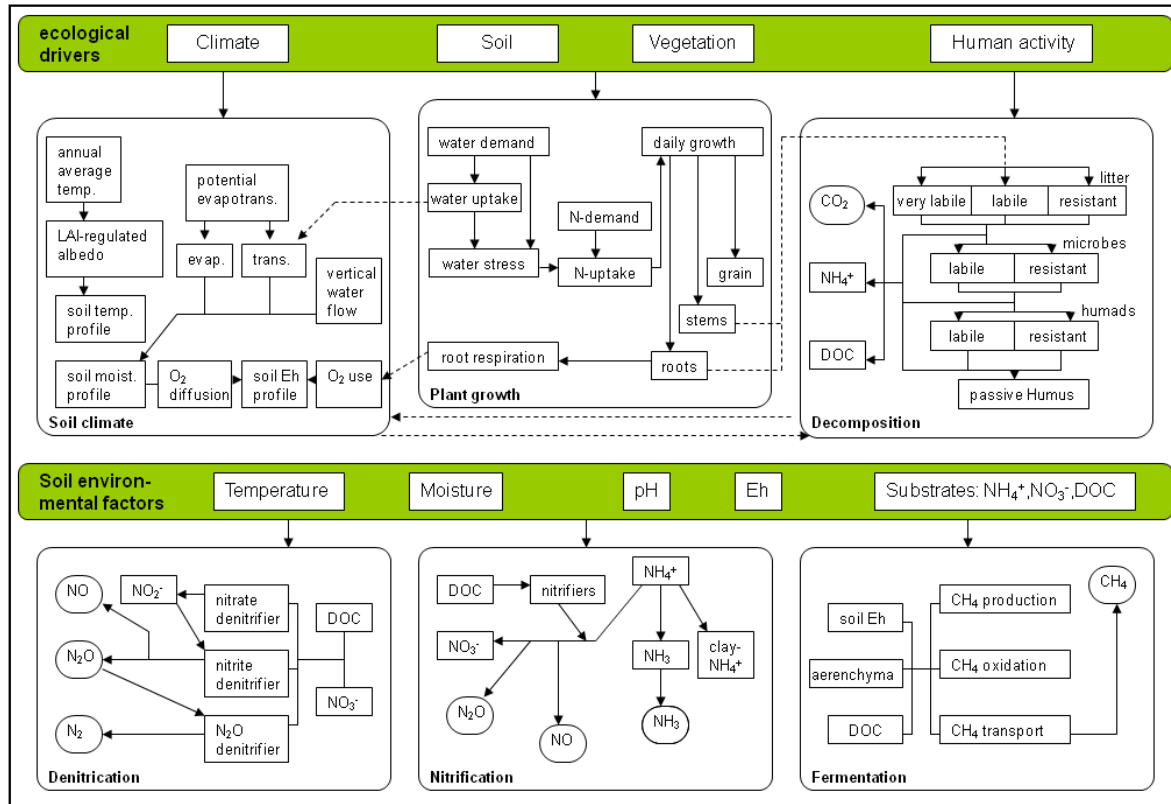 ecological
drivers
Climate
Soil
Vegetation
Human activity
annual
average
temp.
potential
evapotrans.
LAI-regulated
albedo
evap.
trans.
vertical
water
flow
soil temp.
profile
soil moist.
profile
O₂
diffusion
soil Eh
profile
O₂ use
Soil climate
water demand
daily growth
water uptake
N-demand
water stress
N-uptake
grain
stems
root respiration
roots
Plant growth
litter
CO₂
very labile
labile
resistant
microbes
labile
resistant
NH₄⁺
humads
labile
resistant
DOC
passive Humus
Decomposition
Soil environ-
mental factors
Temperature
Moisture
pH
Eh
Substrates: NH₄⁺,NO₃⁻,DOC
NO
NO₂⁻
nitrate
denitrifier
DOC
N₂O
nitrite
denitrifier
NO₃⁻
N₂
N₂O
denitrifier
Denitrication
DOC
nitrifiers
NH₄⁺
NO₃⁻
NH₃
clay-
NH₄⁺
N₂O
NO
NH₃
Nitrification
CH₄
CH₄ production
soil Eh
aerenchyma
CH₄ oxidation
DOC
CH₄ transport
Fermentation